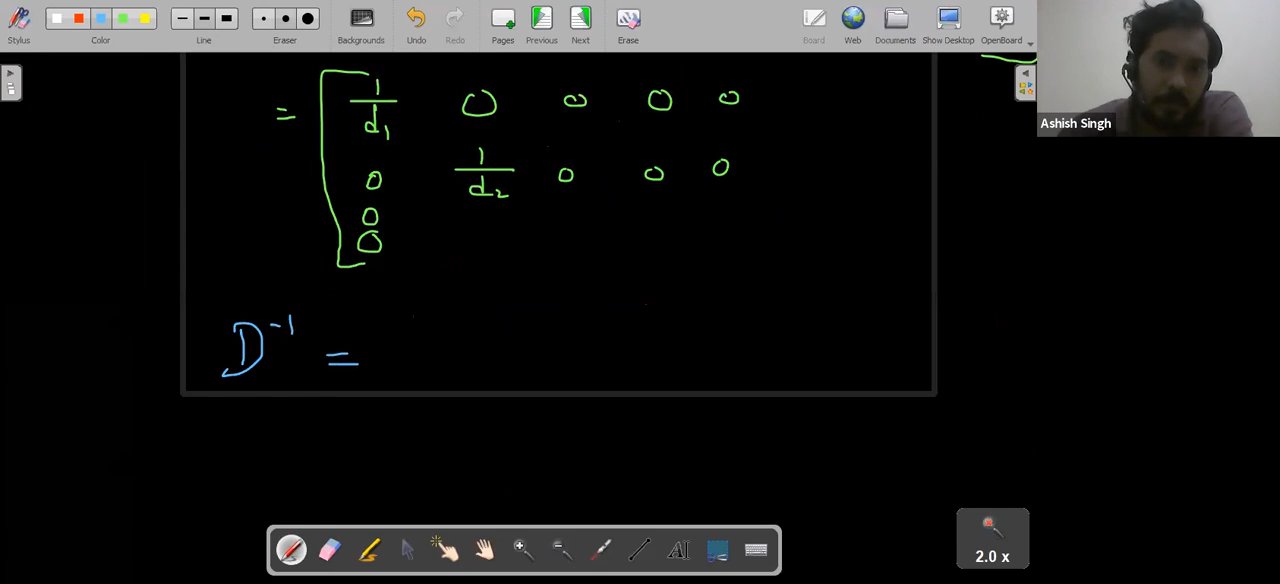 Stylus Color Line Eraser Backgrounds Undo Redo Pages Previous Next Erase Board Web Documents Show Desktop OpenBoard
Ashish Singh
= [ 1/d₁ 0 0 0 0
0 1/d₂ 0 0 0
0
0
D⁻¹ =
2.0 x